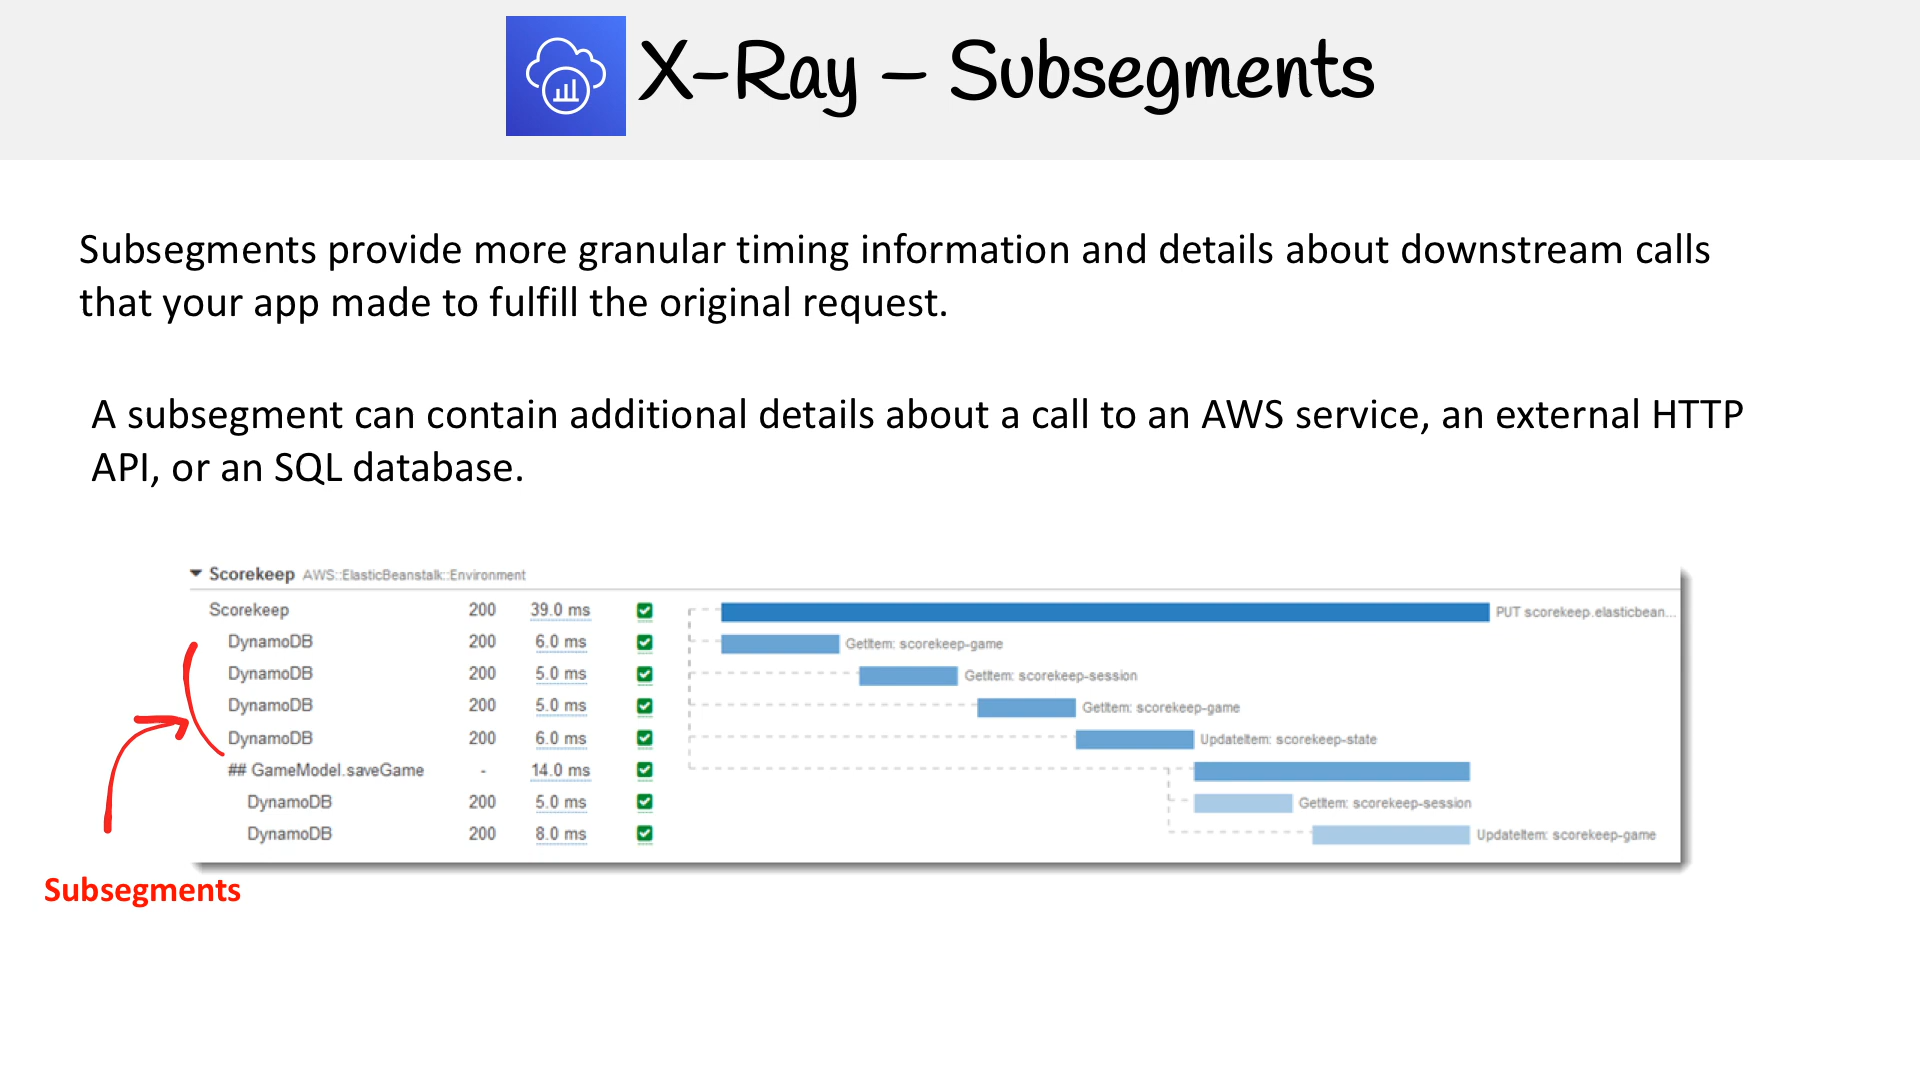 X-Ray – Subsegments
Subsegments provide more granular timing information and details about downstream calls
that your app made to fulfill the original request.
A subsegment can contain additional details about a call to an AWS service, an external HTTP
API, or an SQL database.
Scorekeep AWS::ElasticBeanstalk::Environment
Scorekeep 200 39.0 ms PUT scorekeep.elasticbean...
DynamoDB 200 6.0 ms GetItem: scorekeep-game
DynamoDB 200 5.0 ms GetItem: scorekeep-session
DynamoDB 200 5.0 ms GetItem: scorekeep-game
DynamoDB 200 6.0 ms UpdateItem: scorekeep-state
## GameModel.saveGame - 14.0 ms
DynamoDB 200 5.0 ms GetItem: scorekeep-session
DynamoDB 200 8.0 ms UpdateItem: scorekeep-game
Subsegments